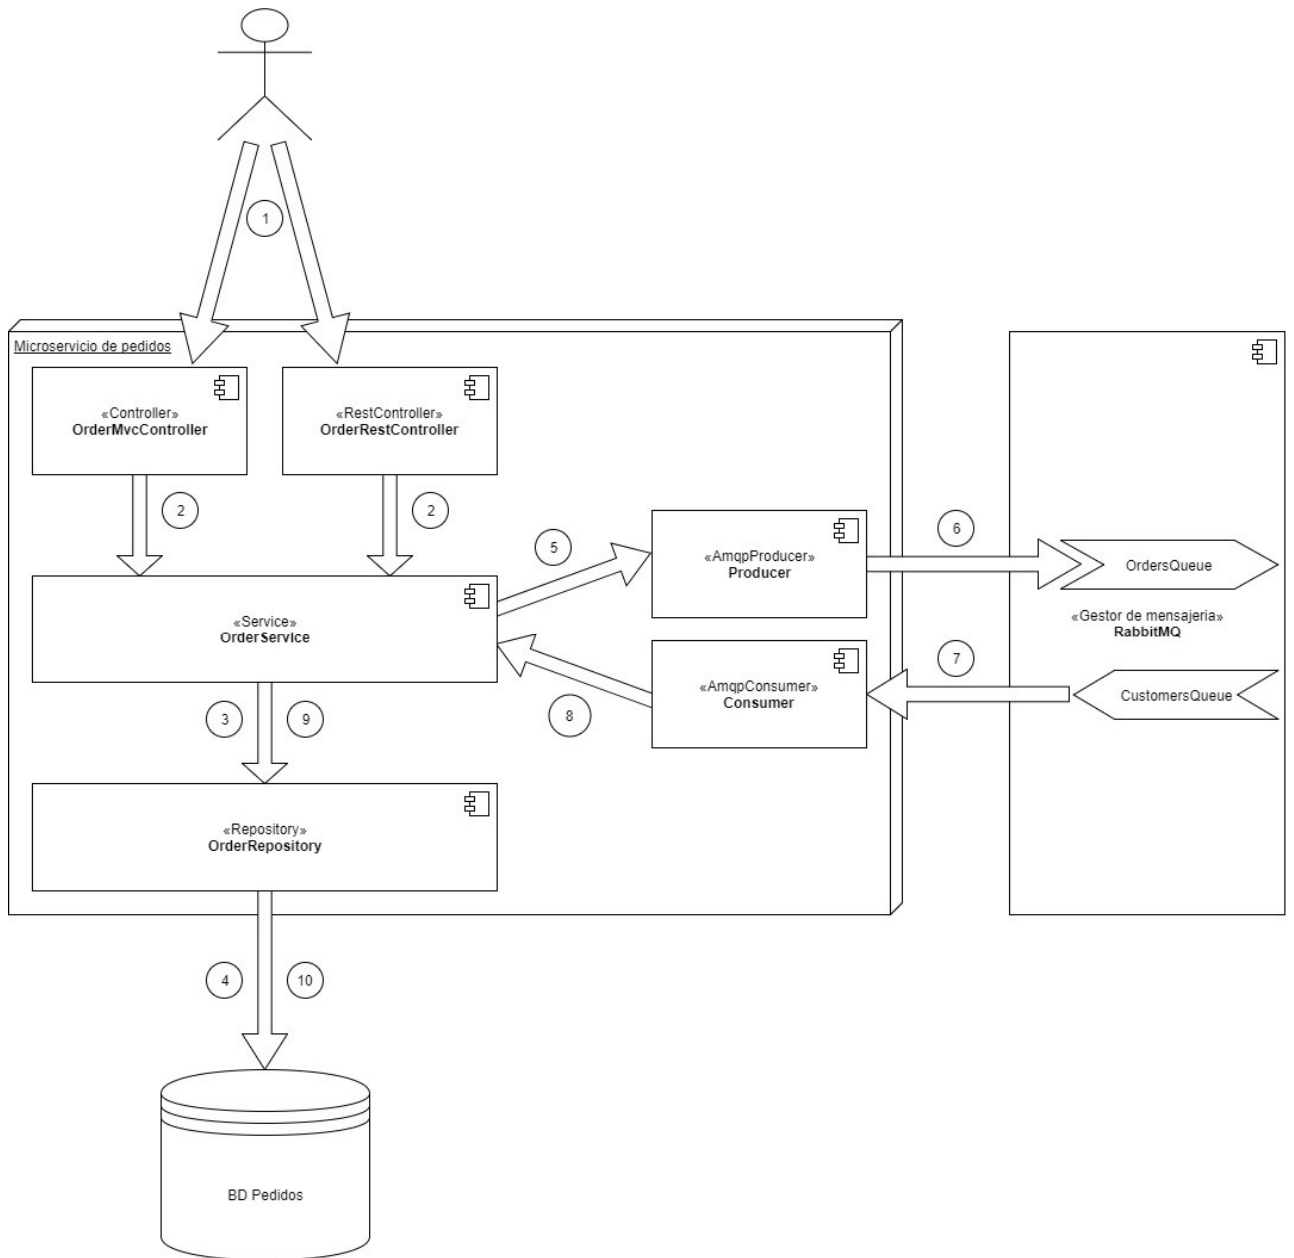 1
Microservicio de pedidos
«Controller»
OrderMvcController
«RestController»
OrderRestController
2
2
5
6
«AmqpProducer»
Producer
OrdersQueue
«Service»
OrderService
«Gestor de mensajeria»
RabbitMQ
7
«AmqpConsumer»
Consumer
CustomersQueue
8
3
9
«Repository»
OrderRepository
4
10
BD Pedidos